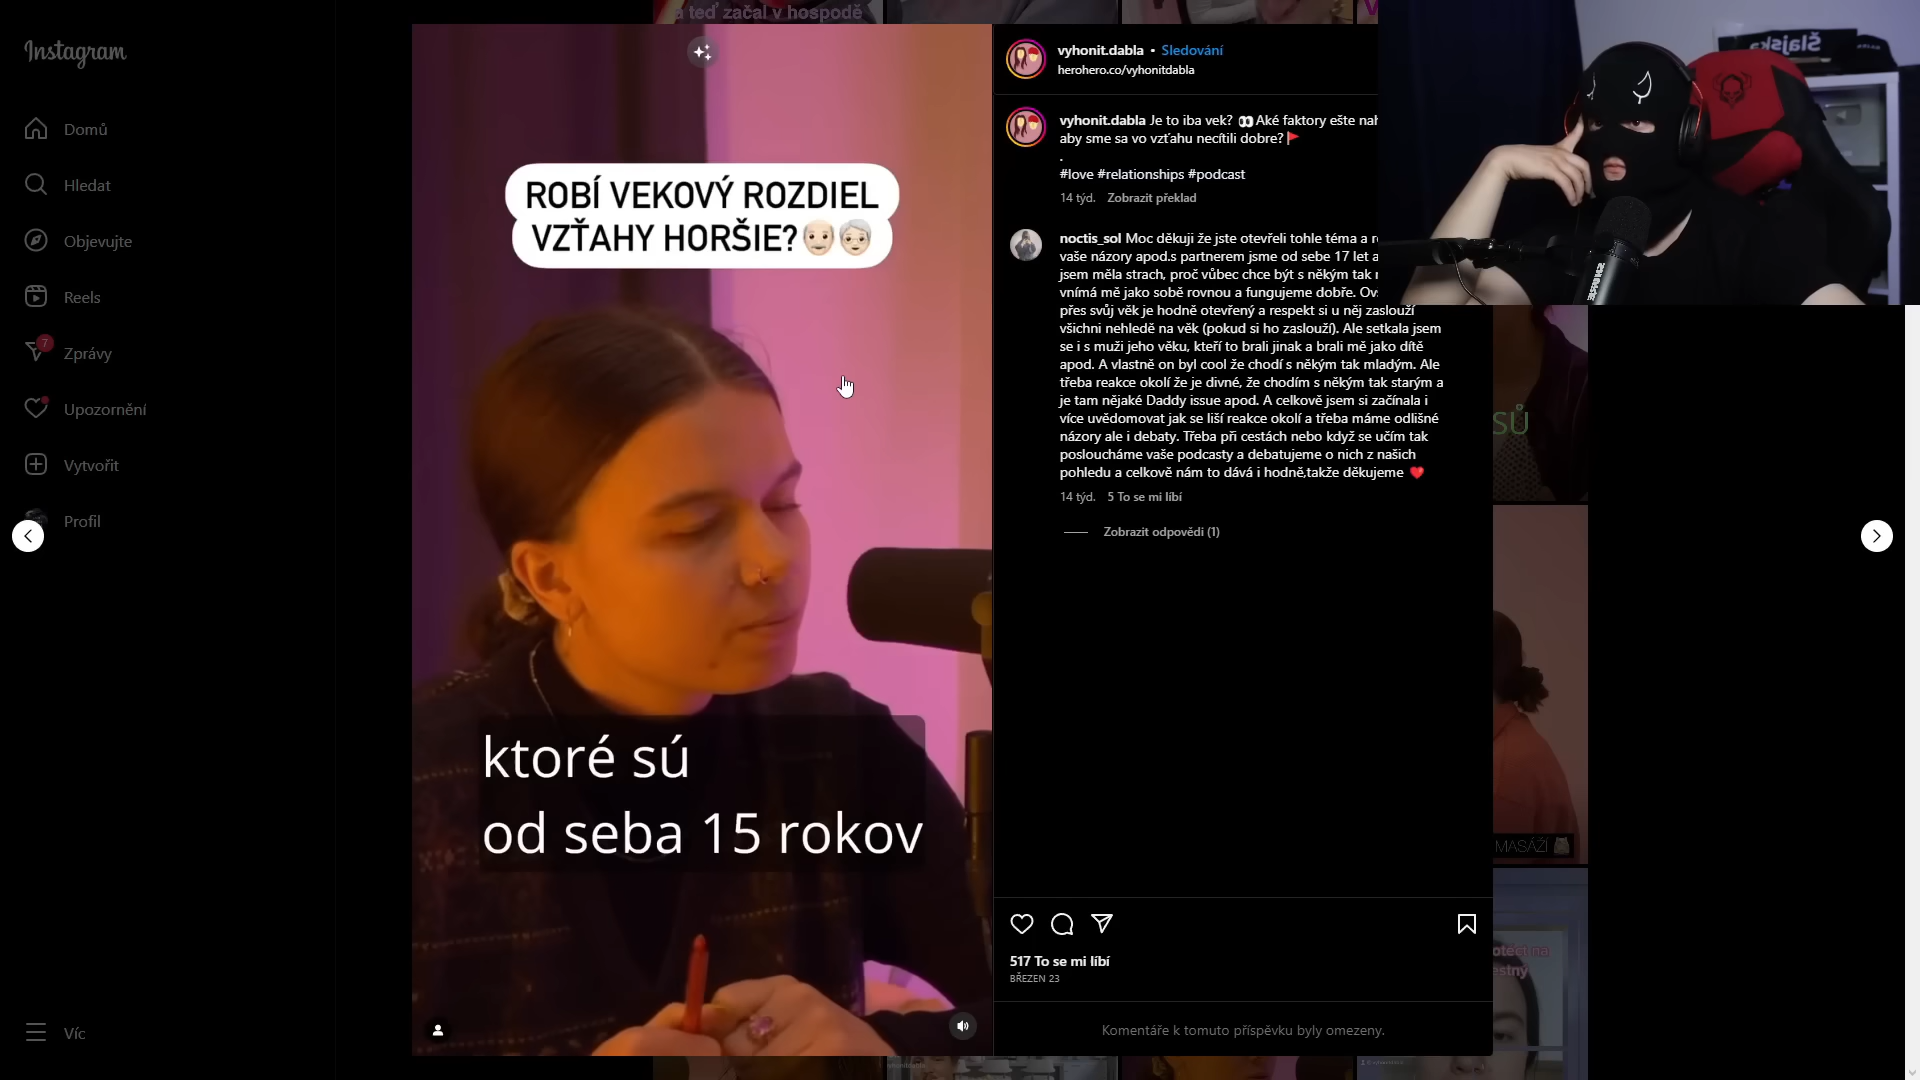 a teď začal v hospodě
Instagram
Domů
Hledat
Objevujte
Reels
7
Zprávy
Upozornění
Vytvořit
Profil
Víc
ROBÍ VEKOVÝ ROZDIEL
VZŤAHY HORŠIE?
ktoré sú
od seba 15 rokov
vyhonit.dabla • Sledování
herohero.co/vyhonitdabla
vyhonit.dabla Je to iba vek? Aké faktory ešte
aby sme sa vo vzťahu necítili dobre?
.
#love #relationships #podcast
14 týd. Zobrazit překlad
noctis_sol Moc děkuji že jste otevřeli tohle téma a
vaše názory apod.s partnerem jsme od sebe 17 let a
jsem měla strach, proč vůbec chce být s někým tak
vnímá mě jako sobě rovnou a fungujeme dobře.
přes svůj věk je hodně otevřený a respekt si u něj zaslouží
všichni nehledě na věk (pokud si ho zaslouží). Ale setkala jsem
se i s muži jeho věku, kteří to brali jinak a brali mě jako dítě
apod. A vlastně on byl cool že chodí s někým tak mladým. Ale
třeba reakce okolí že je divné, že chodím s někým tak starým a
je tam nějaké Daddy issue apod. A celkově jsem si začínala i
více uvědomovat jak se liší reakce okolí a třeba máme odlišné
názory ale i debaty. Třeba při cestách nebo když se učím tak
posloucháme vaše podcasty a debatujeme o nich z našich
pohledu a celkově nám to dává i hodně,takže děkujeme
14 týd. 5 To se mi líbí
Zobrazit odpovědi (1)
517 To se mi líbí
BŘEZEN 23
Komentáře k tomuto příspěvku byly omezeny.
SŮ
MASÁŽÍ